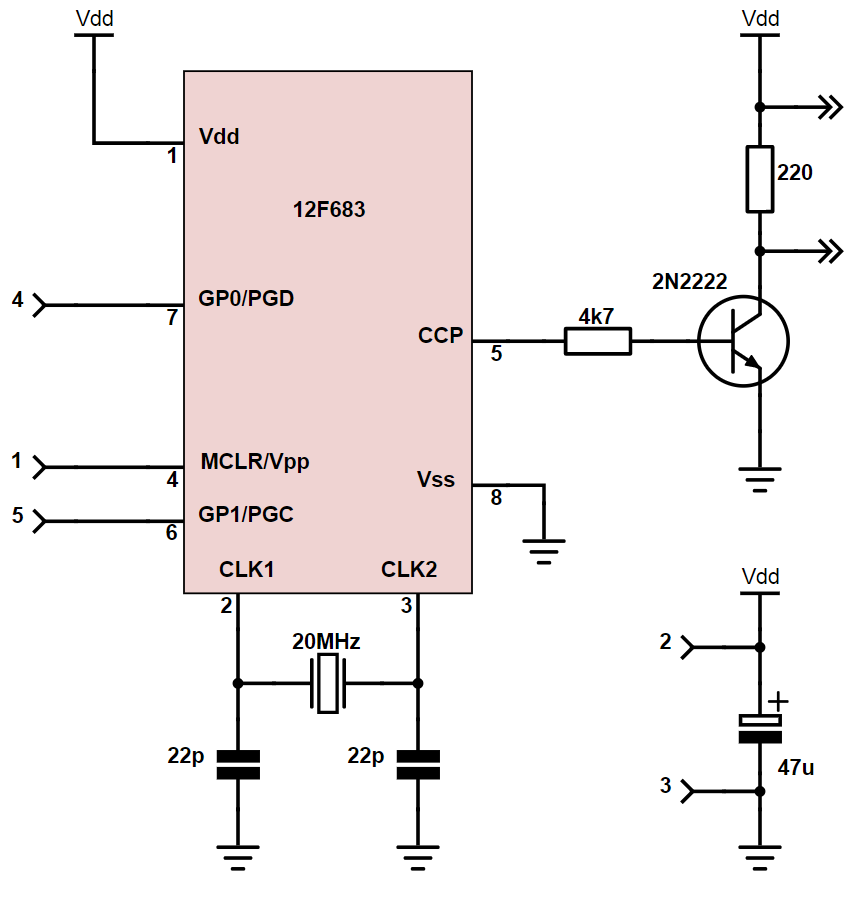 Vdd
Vdd
Vdd
1
12F683
220
4
GP0/PGD
7
2N2222
4k7
CCP
5
1
MCLR/Vpp
4
Vss
8
5
GP1/PGC
6
CLK1
CLK2
Vdd
2
3
20MHz
2
+
22p
22p
47u
3